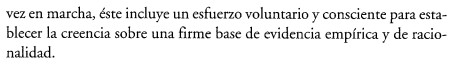 vez en marcha, éste incluye un esfuerzo voluntario y consciente para esta-
blecer la creencia sobre una firme base de evidencia empírica y de racio-
nalidad.